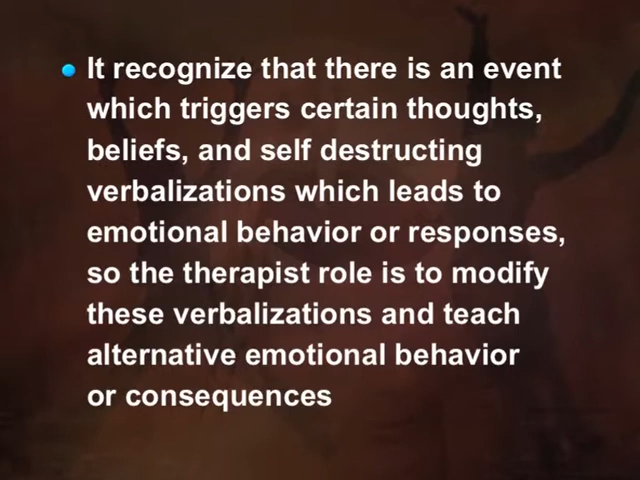 It recognize that there is an event
which triggers certain thoughts,
beliefs, and self destructing
verbalizations which leads to
emotional behavior or responses,
so the therapist role is to modify
these verbalizations and teach
alternative emotional behavior
or consequences